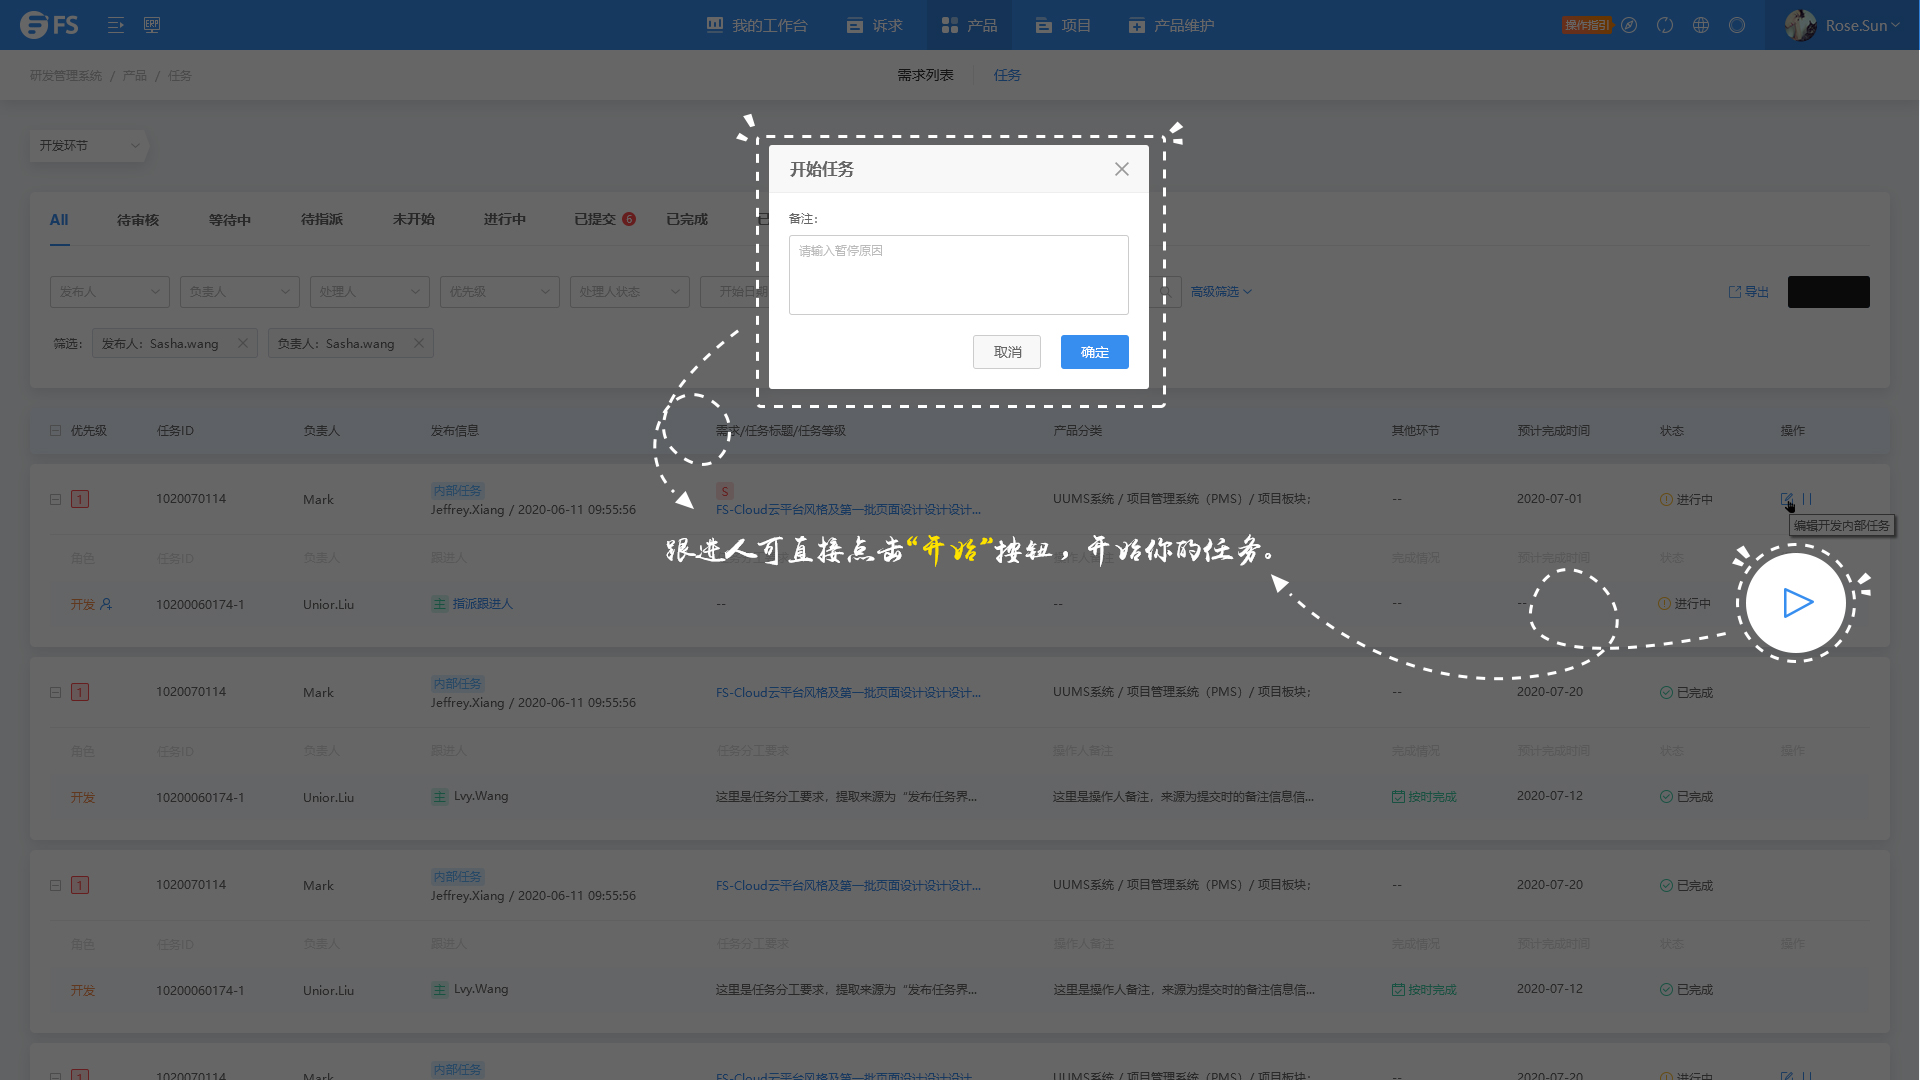 FS
ERP
我的工作台
诉求
产品
项目
产品维护
操作指引
Rose.Sun
研发管理系统 / 产品 / 任务
需求列表
任务
开发环节
开始任务
备注：
请输入暂停原因
取消
确定
All
待审核
等待中
待指派
未开始
进行中
已提交 6
已完成
已
发布人
负责人
处理人
优先级
处理人状态
开始日期
高级筛选
导出
筛选：
发布人：Sasha.wang
负责人：Sasha.wang
优先级 任务ID 负责人 发布信息 需求/任务标题/任务等级 产品分类 其他环节 预计完成时间 状态 操作
内部任务 S
1 1020070114 Mark Jeffrey.Xiang / 2020-06-11 09:55:56 FS-Cloud云平台风格及第一批页面设计设计设计... UUMS系统 / 项目管理系统（PMS）/ 项目板块； -- 2020-07-01 进行中
编辑开发内部任务
跟进人可直接点击“开始”按钮，开始你的任务。
角色 任务ID 负责人 跟进人 完成情况 预计完成时间 状态
开发 10200060174-1 Unior.Liu 主 指派跟进人 -- -- -- -- 进行中
内部任务
1 1020070114 Mark Jeffrey.Xiang / 2020-06-11 09:55:56 FS-Cloud云平台风格及第一批页面设计设计设计... UUMS系统 / 项目管理系统（PMS）/ 项目板块； -- 2020-07-20 已完成
角色 任务ID 负责人 跟进人 任务分工要求 操作人备注 完成情况 预计完成时间 状态 操作
开发 10200060174-1 Unior.Liu 主 Lvy.Wang 这里是任务分工要求，提取来源为“发布任务界... 这里是操作人备注，来源为提交时的备注信息信... 按时完成 2020-07-12 已完成
内部任务
1 1020070114 Mark Jeffrey.Xiang / 2020-06-11 09:55:56 FS-Cloud云平台风格及第一批页面设计设计设计... UUMS系统 / 项目管理系统（PMS）/ 项目板块； -- 2020-07-20 已完成
角色 任务ID 负责人 跟进人 任务分工要求 操作人备注 完成情况 预计完成时间 状态 操作
开发 10200060174-1 Unior.Liu 主 Lvy.Wang 这里是任务分工要求，提取来源为“发布任务界... 这里是操作人备注，来源为提交时的备注信息信... 按时完成 2020-07-12 已完成
内部任务
1 1020070114 Mark FS-Cloud云平台风格及第一批页面设计设计设计... UUMS系统 / 项目管理系统（PMS）/ 项目板块； -- 2020-07-20 进行中